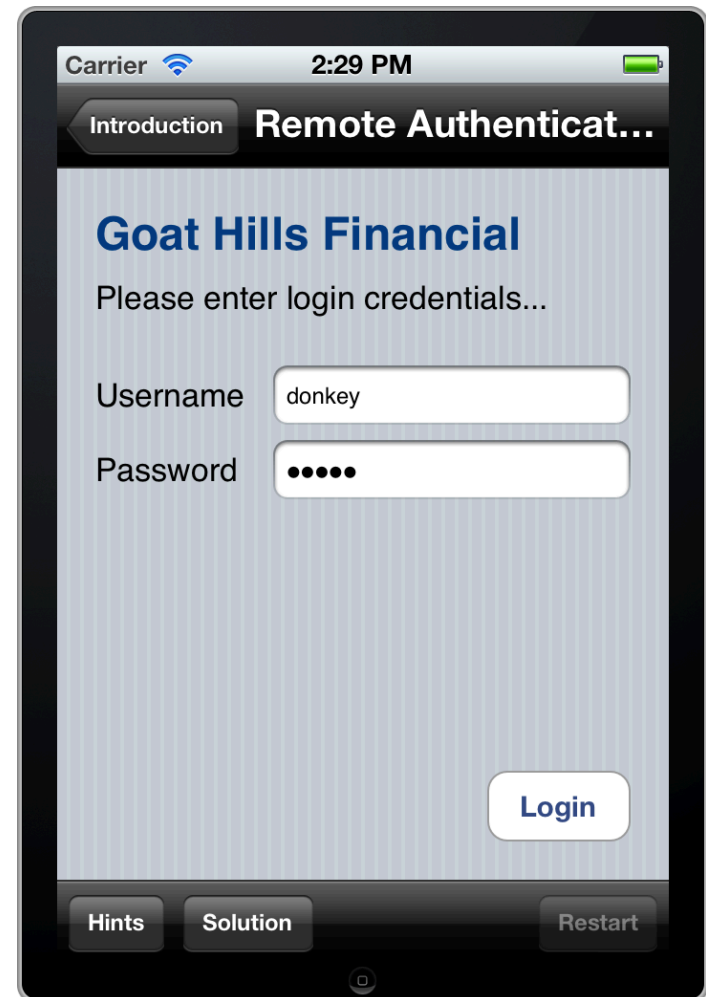 Carrier 2:29 PM
Introduction Remote Authenticat...
Goat Hills Financial
Please enter login credentials...
Username donkey
Password •••••
Login
Hints Solution Restart